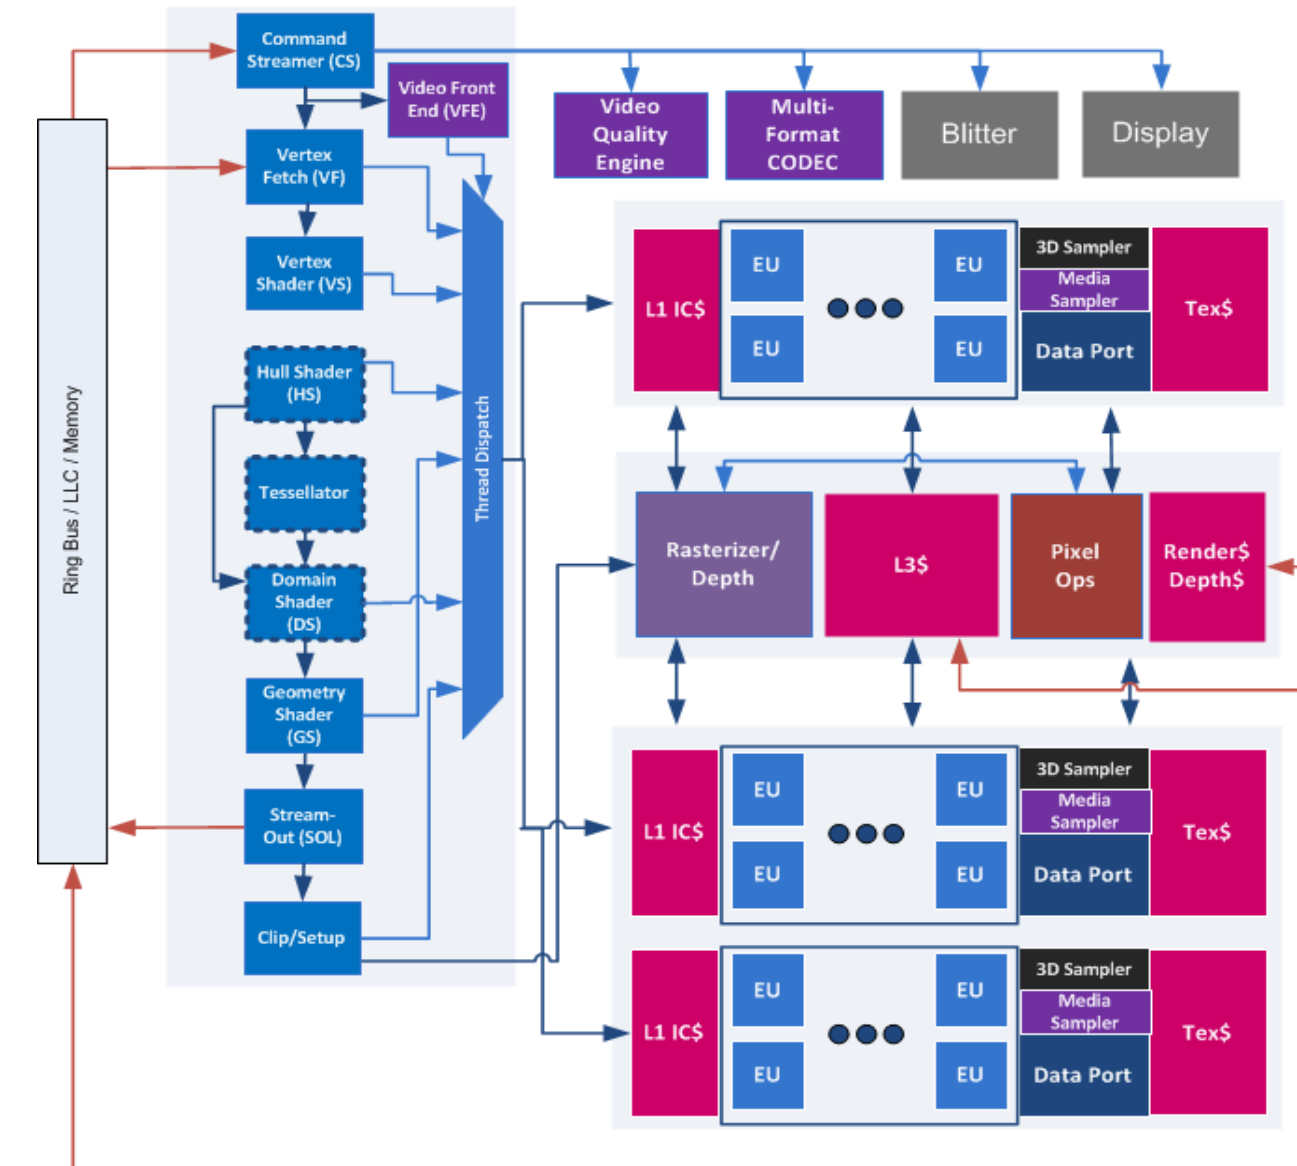 Command
Streamer (CS)
Video Front
End (VFE)
Video
Quality
Engine
Multi-
Format
CODEC
Blitter
Display
Vertex
Fetch (VF)
Vertex
Shader (VS)
Hull Shader
(HS)
Tessellator
Domain
Shader
(DS)
Geometry
Shader
(GS)
Stream-
Out (SOL)
Clip/Setup
Ring Bus / LLC / Memory
Thread Dispatch
L1 IC$
EU
EU
EU
EU
3D Sampler
Media
Sampler
Data Port
Tex$
Rasterizer/
Depth
L3$
Pixel
Ops
Render$
Depth$
L1 IC$
EU
EU
EU
EU
3D Sampler
Media
Sampler
Data Port
Tex$
L1 IC$
EU
EU
EU
EU
3D Sampler
Media
Sampler
Data Port
Tex$